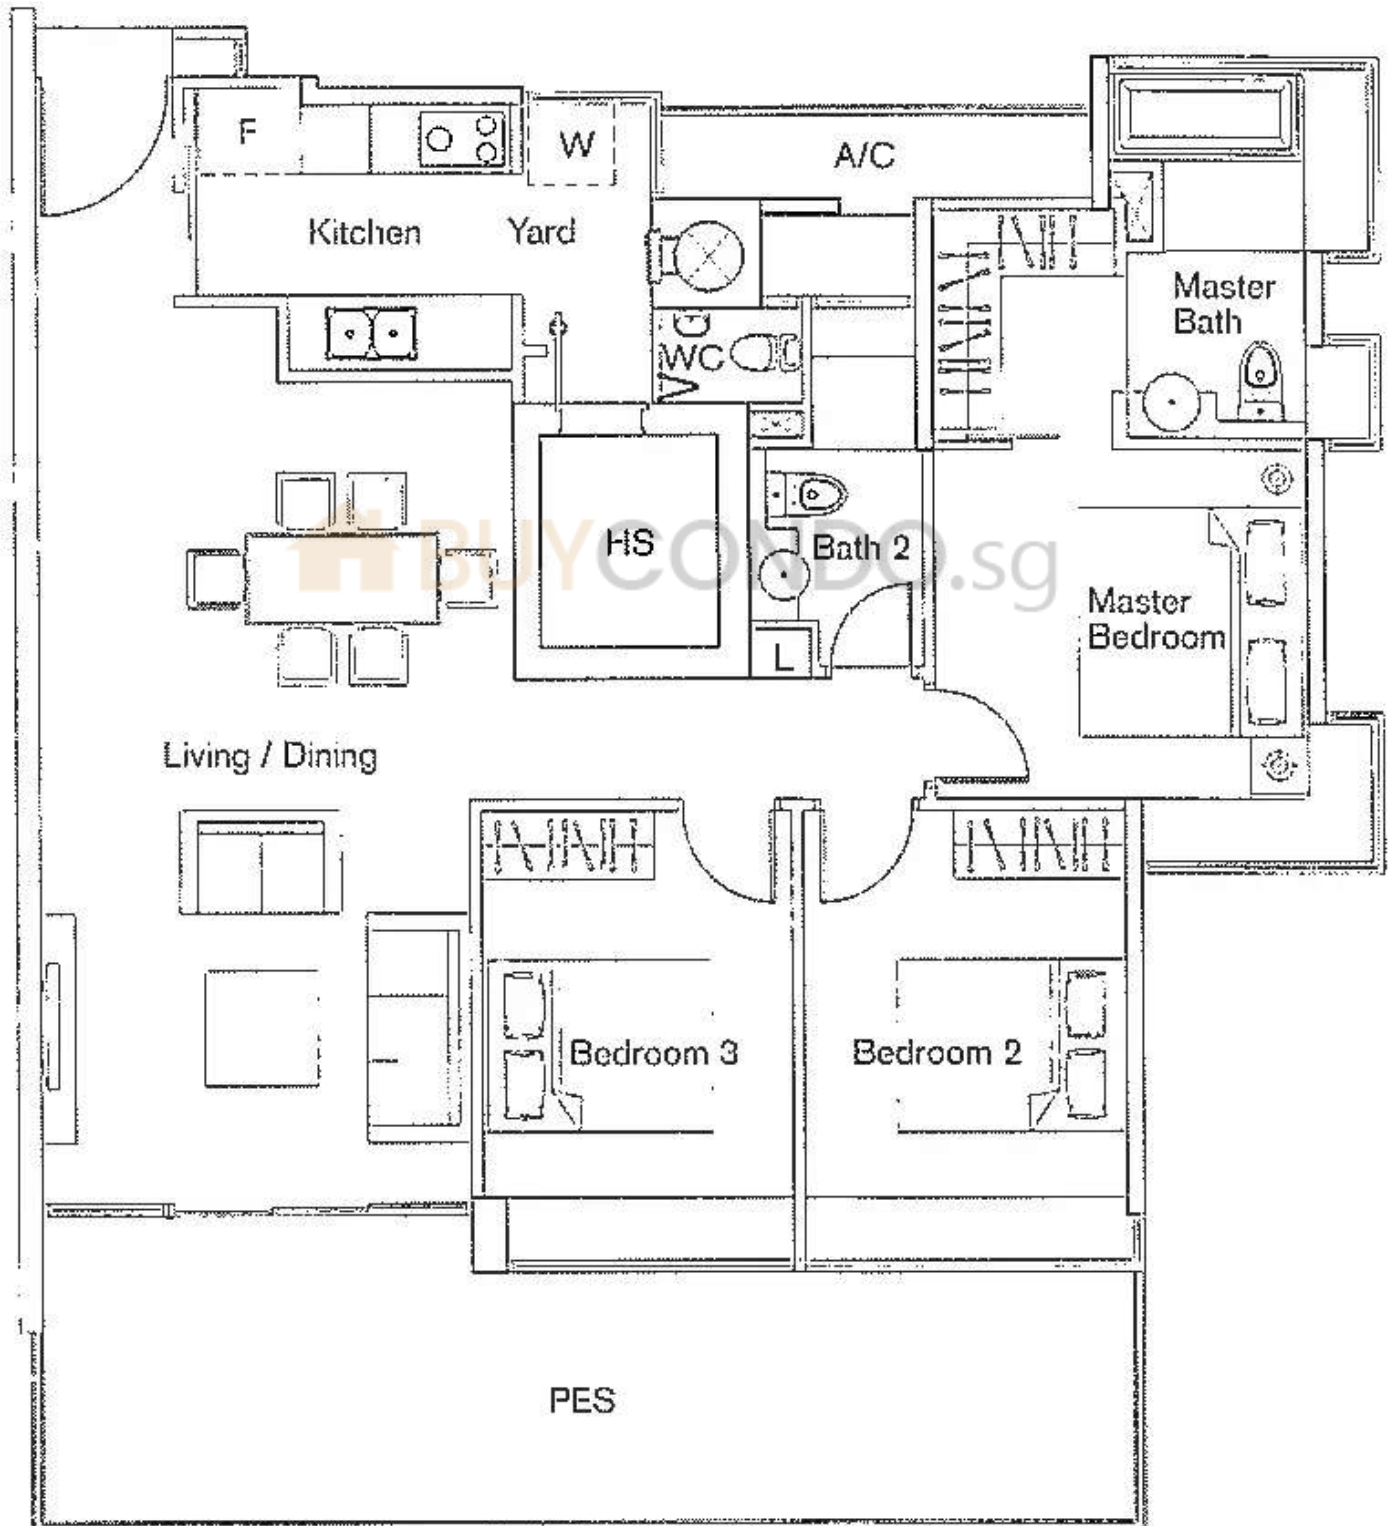 F
W
A/C
Kitchen
Yard
Master
Bath
WC
HS
Bath 2
BUYCONDO.sg
Master
Bedroom
L
Living / Dining
Bedroom 3
Bedroom 2
PES